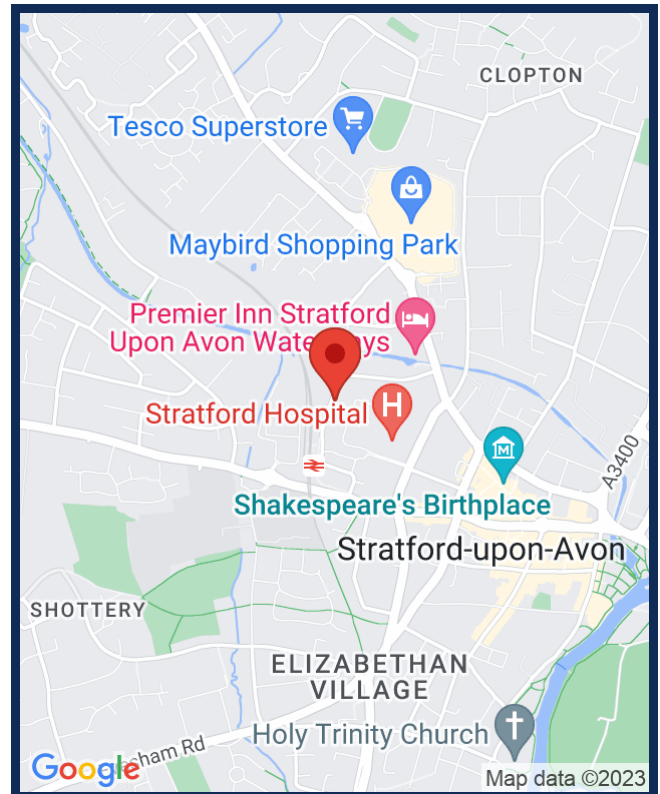 CLOPTON
Tesco Superstore
Maybird Shopping Park
Premier Inn Stratford
Upon Avon
H
Stratford Hospital
A3400
M
Shakespeare's Birthplace
Stratford-upon-Avon
SHOTTERY
ELIZABETHAN
VILLAGE
Holy Trinity Church
Rd
Google
Map data ©2023